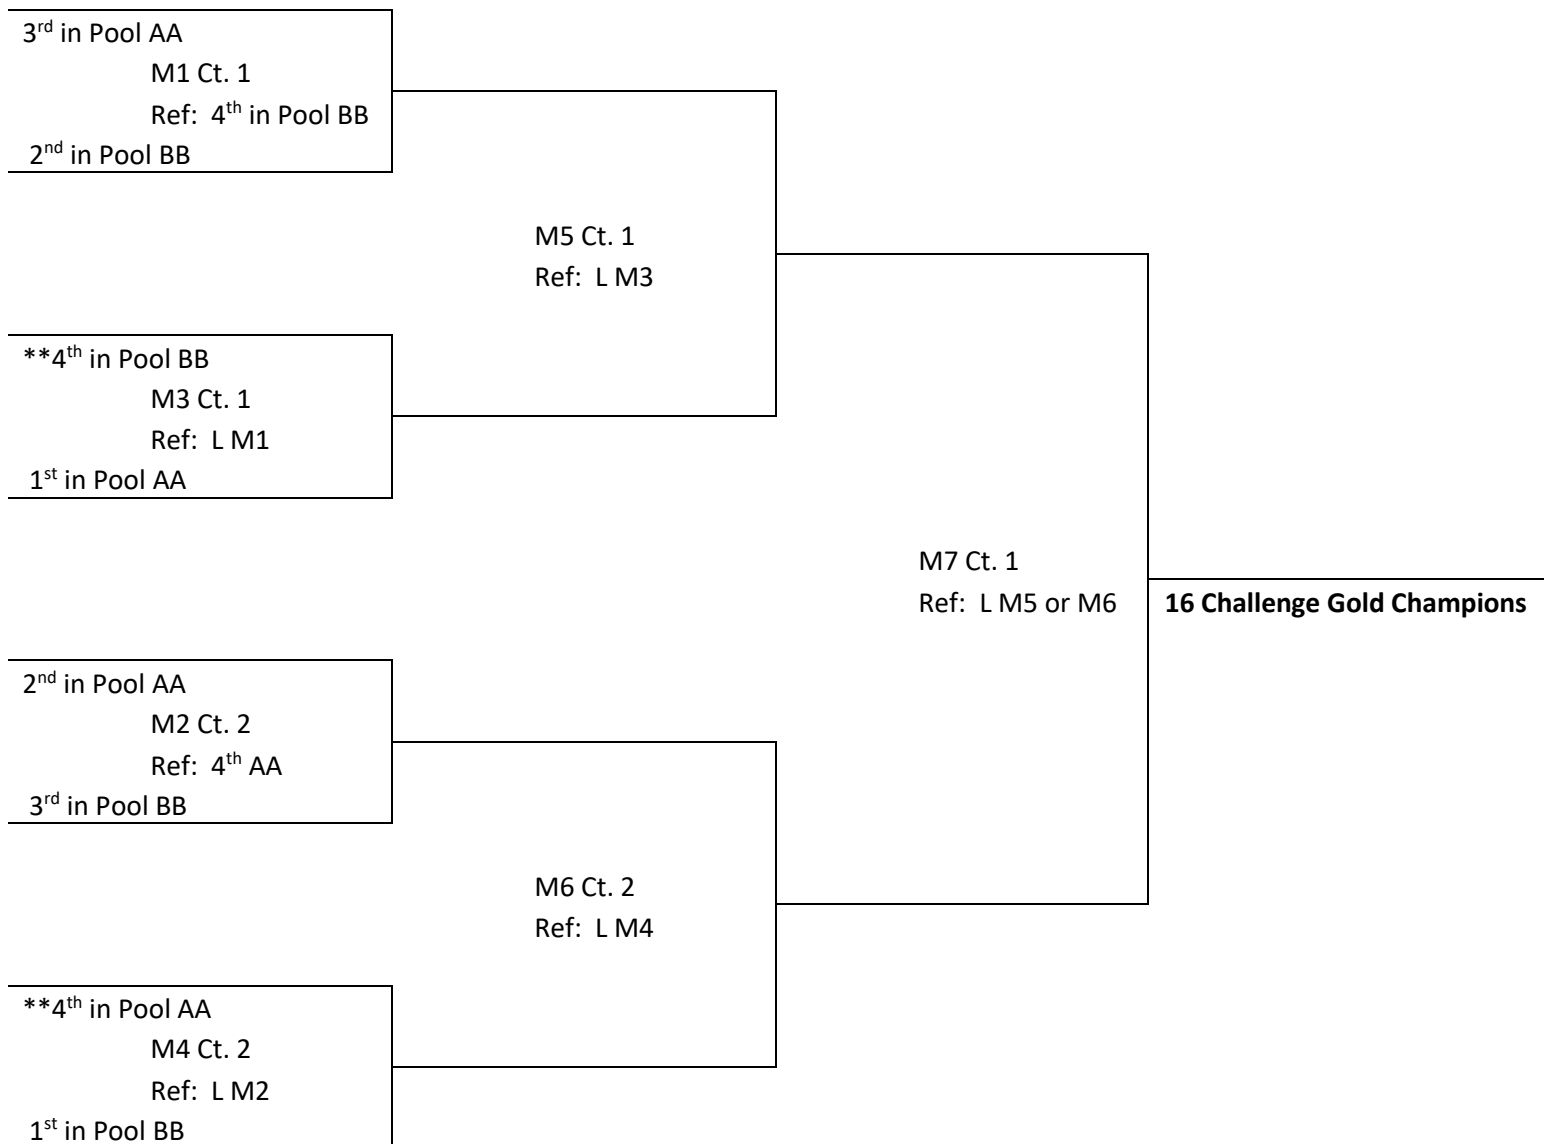 3rd in Pool AA
M1 Ct. 1
Ref:  4th in Pool BB
2nd in Pool BB
M5 Ct. 1
Ref:  L M3
**4th in Pool BB
M3 Ct. 1
Ref:  L M1
1st in Pool AA
M7 Ct. 1
Ref:  L M5 or M6
16 Challenge Gold Champions
2nd in Pool AA
M2 Ct. 2
Ref:  4th AA
3rd in Pool BB
M6 Ct. 2
Ref:  L M4
**4th in Pool AA
M4 Ct. 2
Ref:  L M2
1st in Pool BB